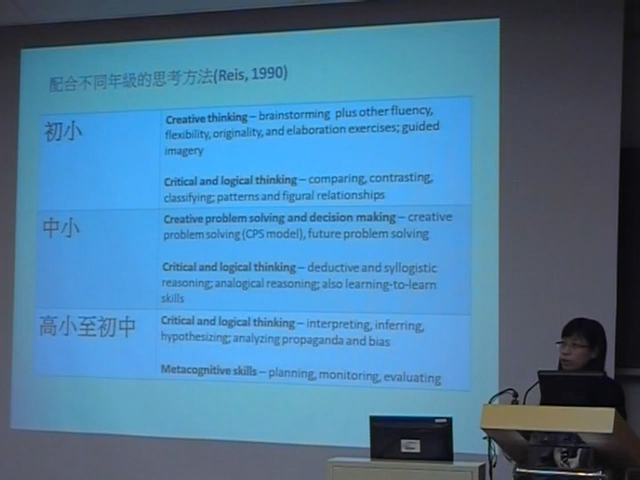 配合不同年級的思考方法(Reis, 1990)
初小
Creative thinking – brainstorming plus other fluency,
flexibility, originality, and elaboration exercises; guided
imagery
Critical and logical thinking – comparing, contrasting,
classifying; patterns and figural relationships
中小
Creative problem solving and decision making – creative
problem solving (CPS model), future problem solving
Critical and logical thinking – deductive and syllogistic
reasoning; analogical reasoning; also learning-to-learn
skills
高小至初中
Critical and logical thinking – interpreting, inferring,
hypothesizing; analyzing propaganda and bias
Metacognitive skills – planning, monitoring, evaluating